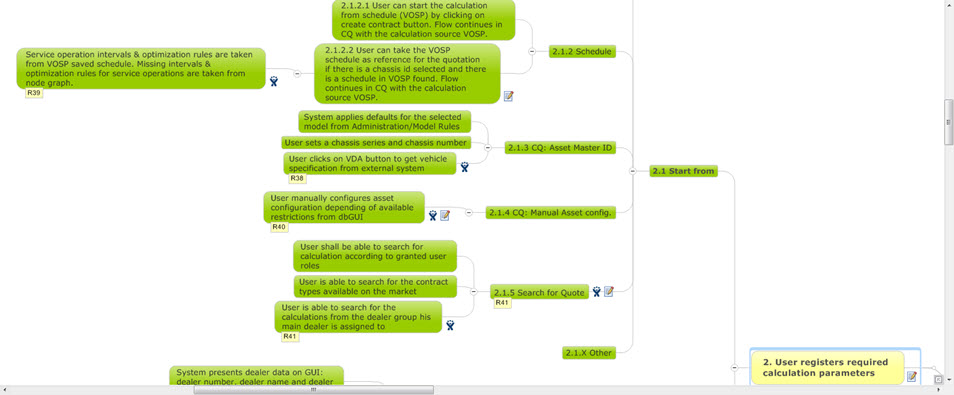 2.1.2.1 User can start the calculation
from schedule (VOSP) by clicking on
create contract button. Flow continues in
CQ with the calculation source VOSP.
2.1.2.2 User can take the VOSP
schedule as reference for the quotation
if there is a chassis id selected and there
is a schedule in VOSP found. Flow
continues in CQ with the calculation
source VOSP.
Service operation intervals & optimization rules are taken
from VOSP saved schedule. Missing intervals &
optimization rules for service operations are taken from
node graph.
R39
2.1.2 Schedule
System applies defaults for the selected
model from Administration/Model Rules
User sets a chassis series and chassis number
User clicks on VDA button to get vehicle
specification from external system
R38
2.1.3 CQ: Asset Master ID
2.1 Start from
User manually configures asset
configuration depending of available
restrictions from dbGUI
R40
2.1.4 CQ: Manual Asset config.
User shall be able to search for
calculation according to granted user
roles
User is able to search for the contract
types available on the market
User is able to search for the
calculations from the dealer group his
main dealer is assigned to
R41
2.1.5 Search for Quote
R41
2.1.X Other
2. User registers required
calculation parameters
System presents dealer data on GUI:
dealer number, dealer name and dealer